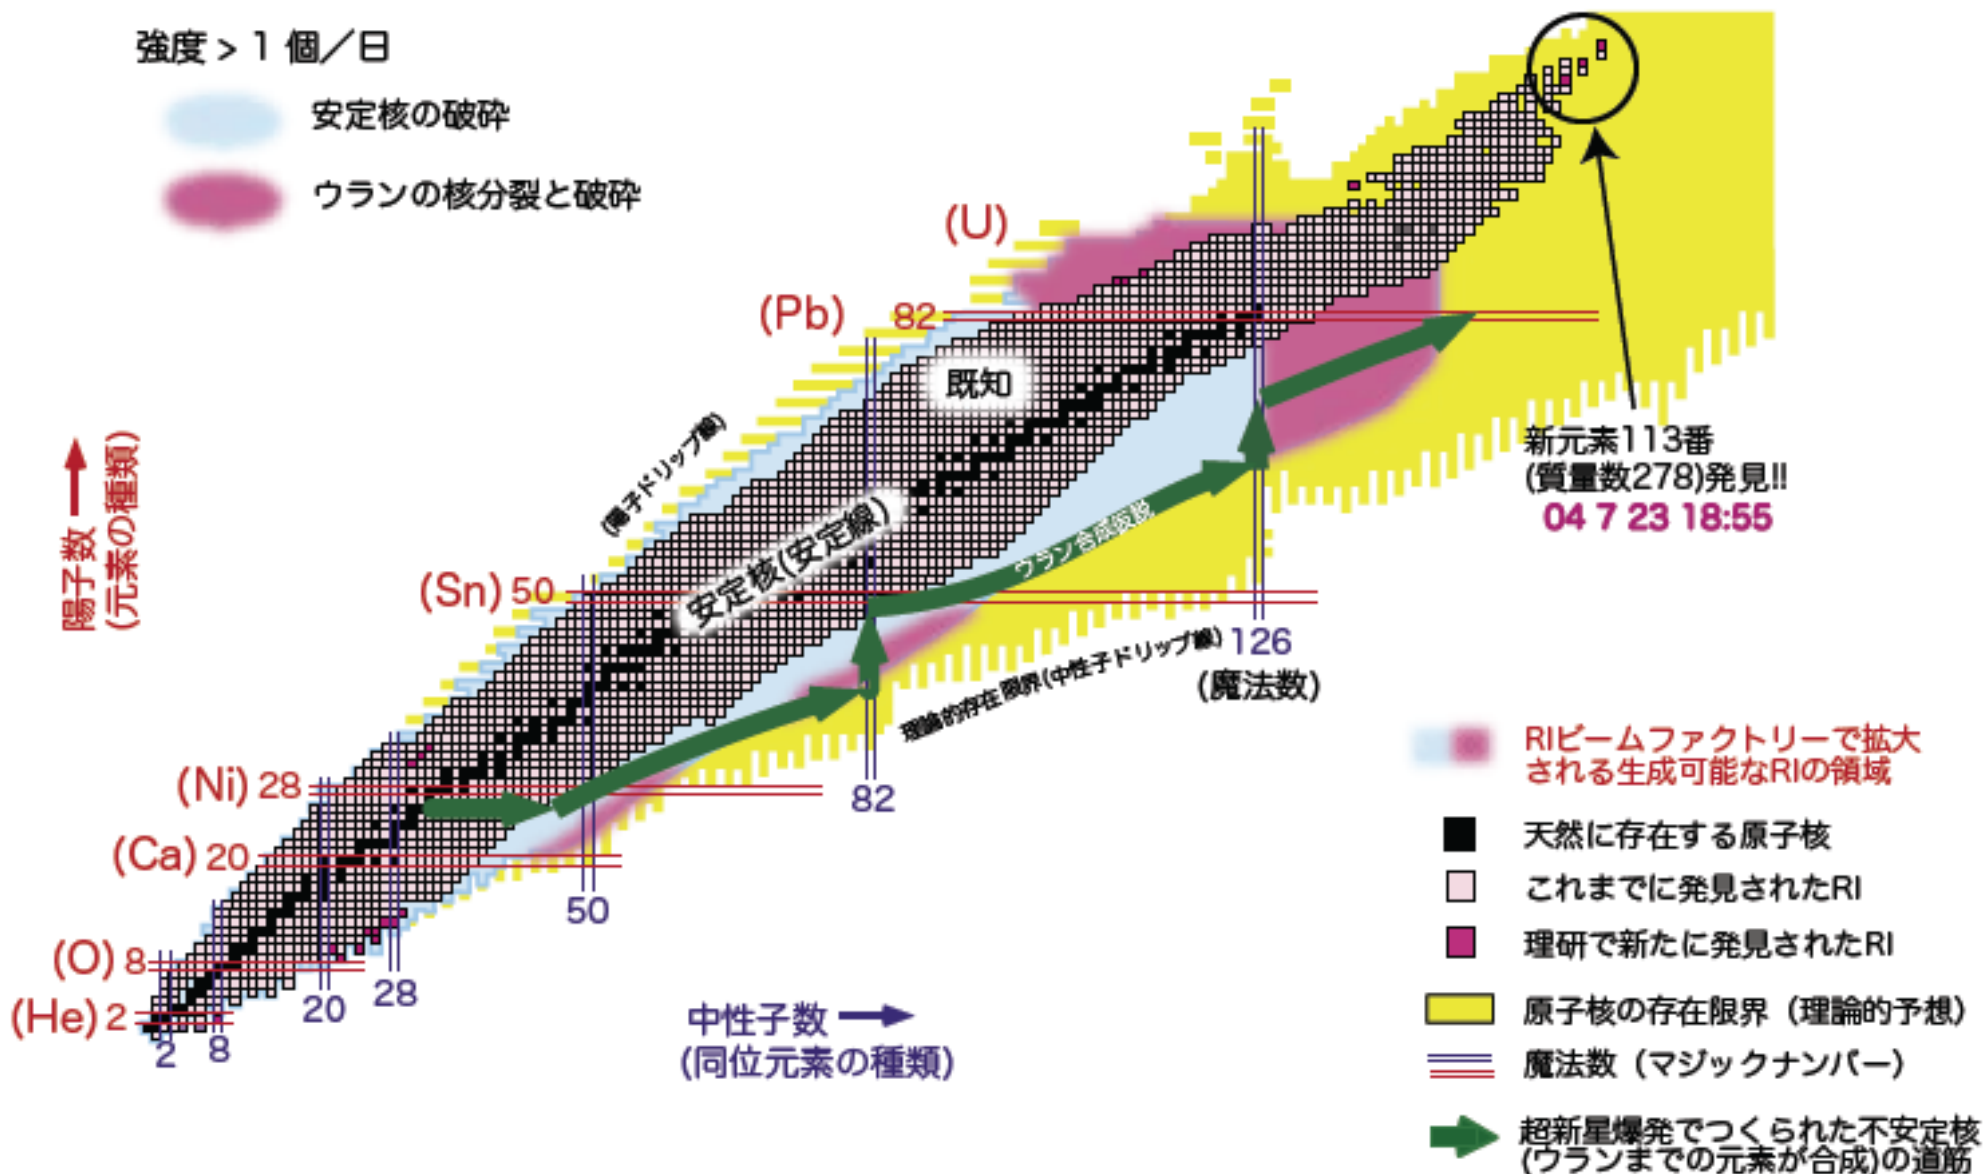 強度 > 1 個／日
安定核の破砕
ウランの核分裂と破砕
(U)
(Pb) 82
既知
(陽子ドリップ線)
安定核(安定線)
(Sn) 50
陽子数
(元素の種類)
ウラン合成仮説
新元素113番
(質量数278)発見!!
04 7 23 18:55
126
(魔法数)
理論的存在限界(中性子ドリップ線)
(Ni) 28
82
(Ca) 20
50
(O) 8
20
28
(He) 2
2
8
中性子数
(同位元素の種類)
RIビームファクトリーで拡大
される生成可能なRIの領域
天然に存在する原子核
これまでに発見されたRI
理研で新たに発見されたRI
原子核の存在限界（理論的予想）
魔法数（マジックナンバー）
超新星爆発でつくられた不安定核
(ウランまでの元素が合成)の道筋